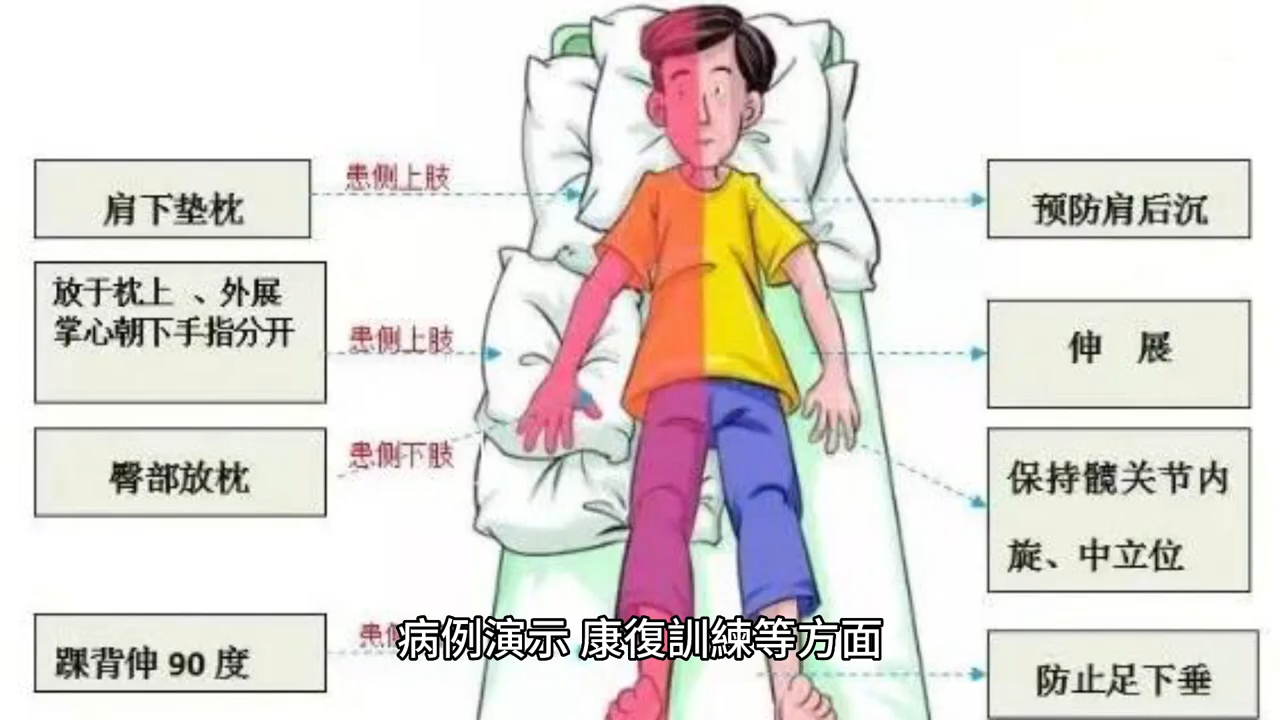 肩下垫枕
患侧上肢
预防肩后沉
放于枕上 、外展
掌心朝下手指分开
患侧上肢
伸 展
臀部放枕
患侧下肢
保持髋关节内
旋、中立位
踝背伸 90 度
患侧
防止足下垂
病例演示 康復訓練等方面